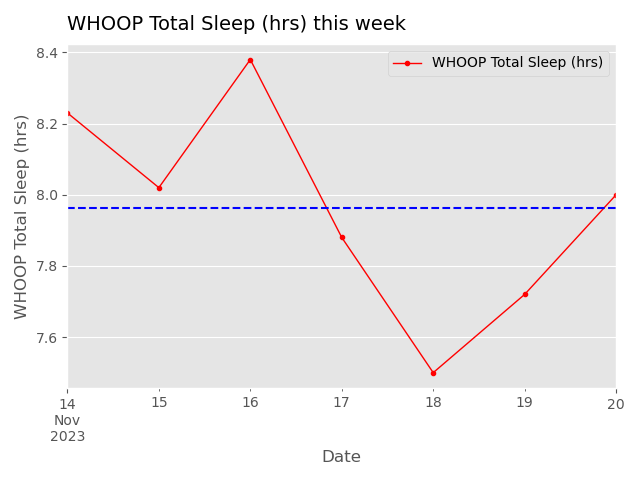 WHOOP Total Sleep (hrs) this week
WHOOP Total Sleep (hrs)
WHOOP Total Sleep (hrs)
8.4
8.2
8.0
7.8
7.6
14 15 16 17 18 19 20
Nov
2023
Date